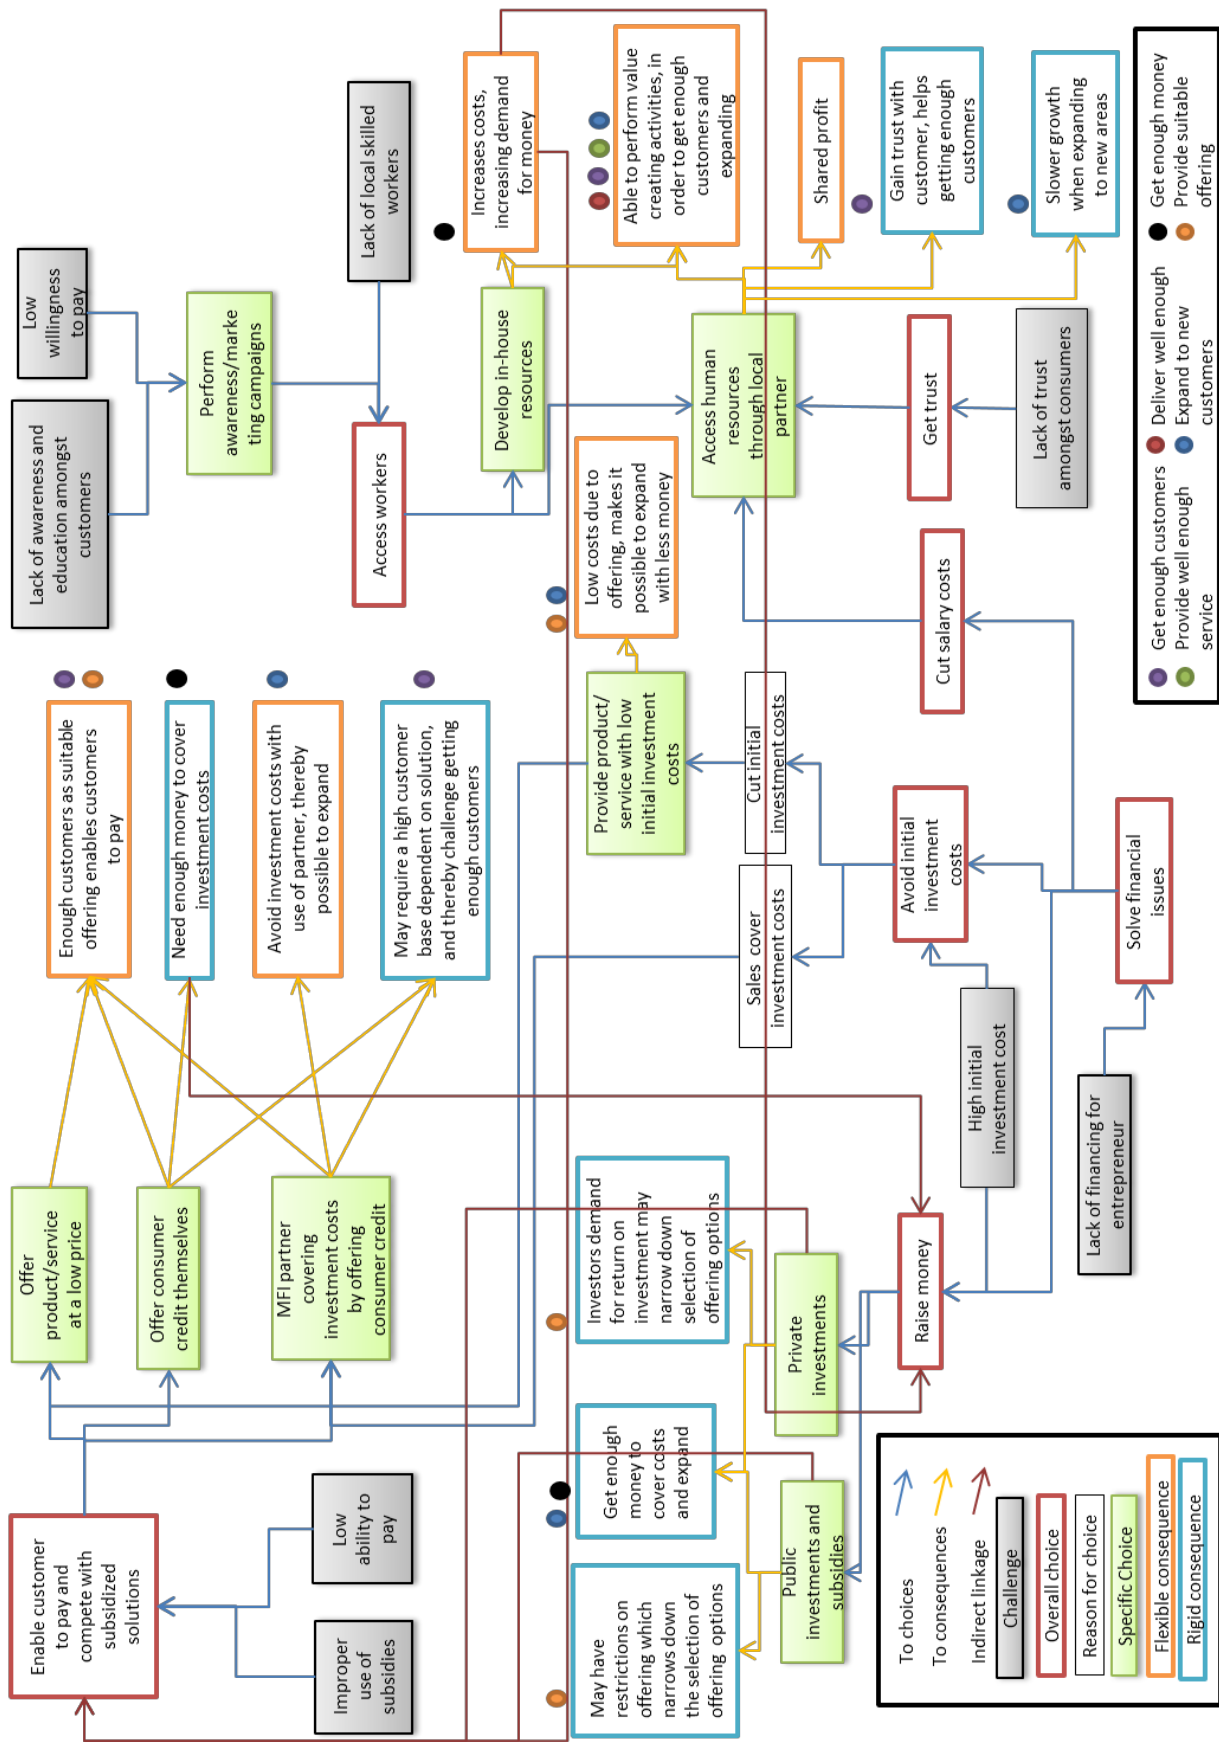 Enable customer
to pay and
compete with
subsidized
solutions
Improper
use of
subsidies
Low
ability to
pay
Offer
product/service
at a low price
Offer consumer
credit themselves
MFI partner
covering
investment costs
by offering
consumer credit
Enough customers as suitable
offering enables customers
to pay
Need enough money to cover
investment costs
Avoid investment costs with
use of partner, thereby
possible to expand
May require a high customer
base dependent on solution,
and thereby challenge getting
enough customers
Lack of awareness and
education amongst
customers
Low
willingness
to pay
Perform
awareness/marke
ting campaigns
Lack of local skilled
workers
Access workers
Develop in-house
resources
Increases costs,
increasing demand
for money
Able to perform value
creating activities, in
order to get enough
customers and
expanding
Shared profit
Gain trust with
customer, helps
getting enough
customers
Slower growth
when expanding
to new areas
Low costs due to
offering, makes it
possible to expand
with less money
Provide product/
service with low
initial investment
costs
Access human
resources
through local
partner
Get trust
Lack of trust
amongst consumers
Cut salary costs
Cut initial
investment costs
Sales cover
investment costs
Avoid initial
investment
costs
High initial
investment cost
Solve financial
issues
Lack of financing for
entrepreneur
Raise money
May have
restrictions on
offering which
narrows down
the selection of
offering options
Get enough
money to
cover costs
and expand
Investors demand
for return on
investment may
narrow down
selection of
offering options
Public
investments and
subsidies
Private
investments
To choices
To consequences
Indirect linkage
Challenge
Overall choice
Reason for choice
Specific Choice
Flexible consequence
Rigid consequence
Get enough customers
Provide well enough
service
Deliver well enough
Expand to new
customers
Get enough money
Provide suitable
offering